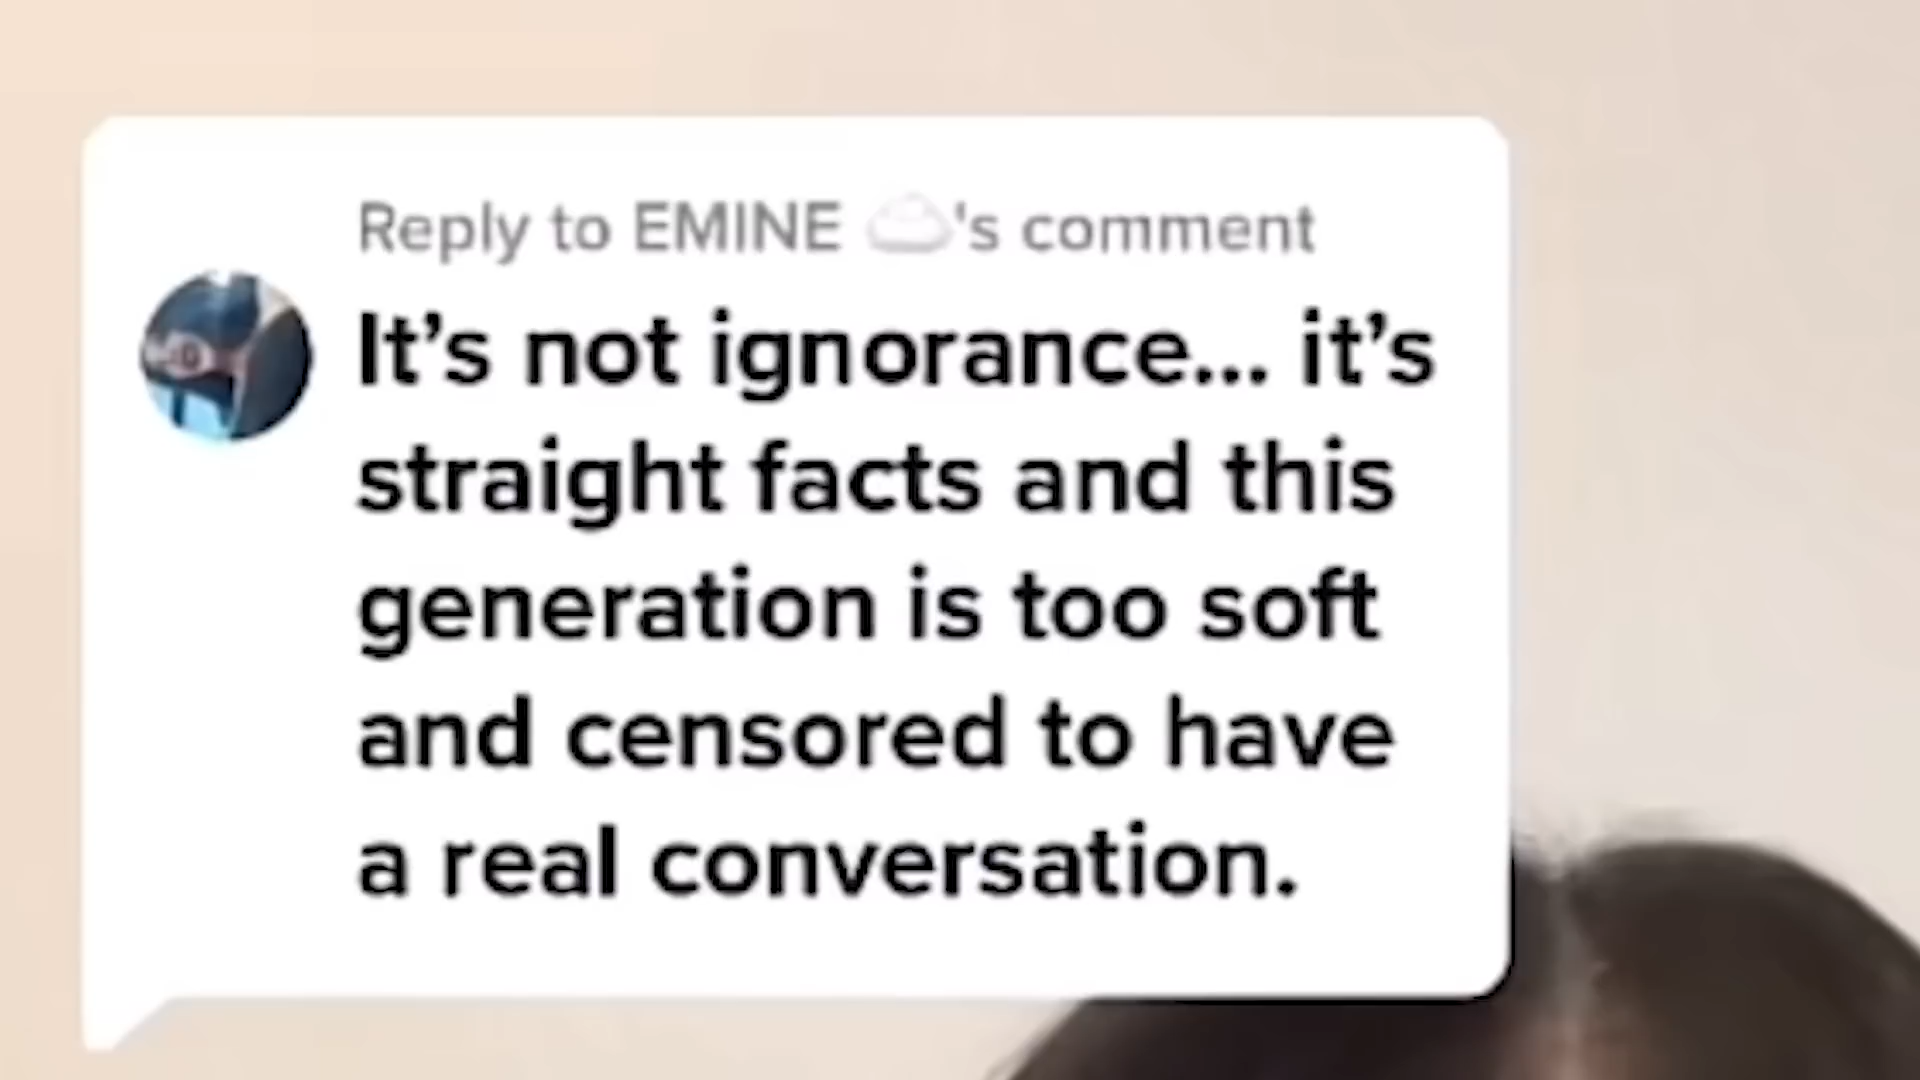 Reply to EMINE ☁️'s comment
It’s not ignorance... it’s
straight facts and this
generation is too soft
and censored to have
a real conversation.